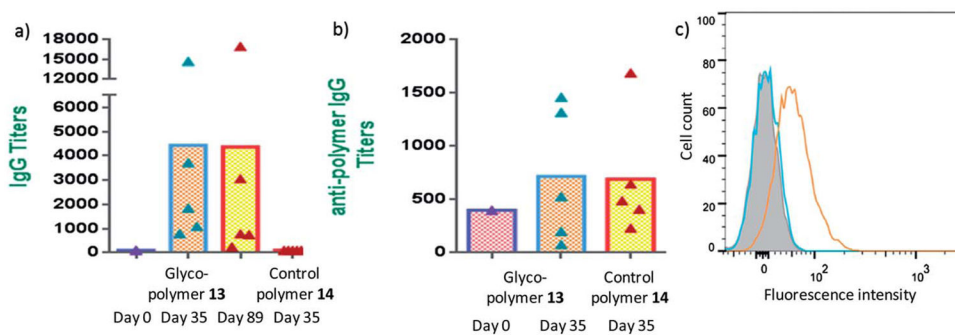 a)
IgG Titers
18000
15000
12000
6000
5000
4000
3000
2000
1000
0
Glyco-
polymer 13
Control
polymer 14
Day 0 Day 35 Day 89 Day 35
b)
anti-polymer IgG
Titers
2000
1500
1000
500
0
Glyco-
polymer 13
Control
polymer 14
Day 0 Day 35 Day 35
c)
Cell count
100
80
60
40
20
0
0 10² 10³
Fluorescence intensity